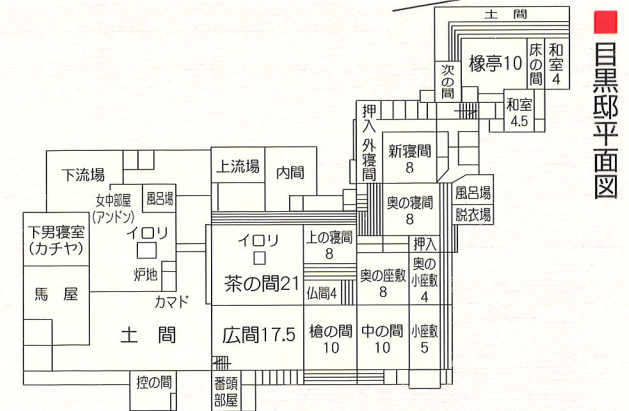 ■目黒邸平面図
土間
橡亭10
床の間
和室
4
次の間
和室
4.5
押入
外寝間
新寝間
8
上流場
内間
下流場
女中部屋
(アンドン)
風呂場
奥の寝間
8
風呂場
脱衣場
下男寝室
(カチヤ)
イロリ
イロリ
上の寝間
8
押入
炉地
茶の間21
奥の座敷
8
奥の
小座敷
4
馬屋
カマド
仏間4
土間
広間17.5
槍の間
10
中の間
10
小座敷
5
控の間
番頭
部屋